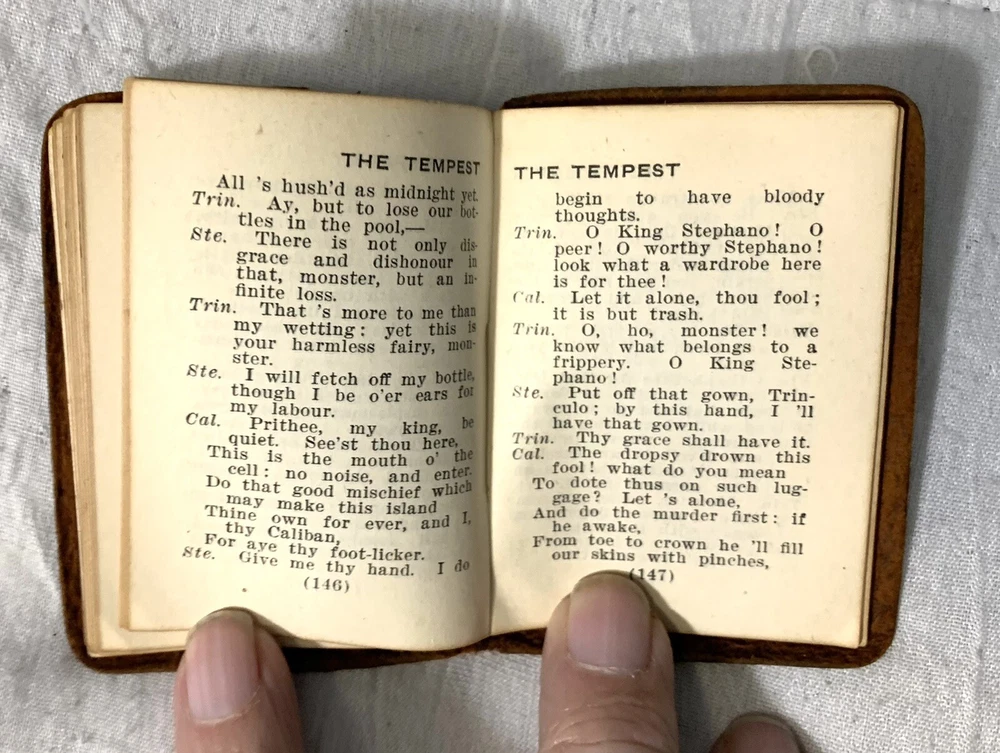 THE TEMPEST
All 's hush'd as midnight yet.
Trin. Ay, but to lose our bot-
tles in the pool,—
Ste. There is not only dis-
grace and dishonour in
that, monster, but an in-
finite loss.
Trin. That 's more to me than
my wetting: yet this is
your harmless fairy, mon-
ster.
Ste. I will fetch off my bottle,
though I be o'er ears for
my labour.
Cal. Prithee, my king, be
quiet. See'st thou here,
This is the mouth o' the
cell: no noise, and enter.
Do that good mischief which
may make this island
Thine own for ever, and I,
thy Caliban,
For aye thy foot-licker.
Ste. Give me thy hand. I do
(146)
THE TEMPEST
begin to have bloody
thoughts.
Trin. O King Stephano! O
peer! O worthy Stephano!
look what a wardrobe here
is for thee!
Cal. Let it alone, thou fool;
it is but trash.
Trin. O, ho, monster! we
know what belongs to a
frippery. O King Ste-
phano!
Ste. Put off that gown, Trin-
culo; by this hand, I 'll
have that gown.
Trin. Thy grace shall have it.
Cal. The dropsy drown this
fool! what do you mean
To dote thus on such lug-
gage? Let 's alone,
And do the murder first: if
he awake,
From toe to crown he 'll fill
our skins with pinches,
(147)